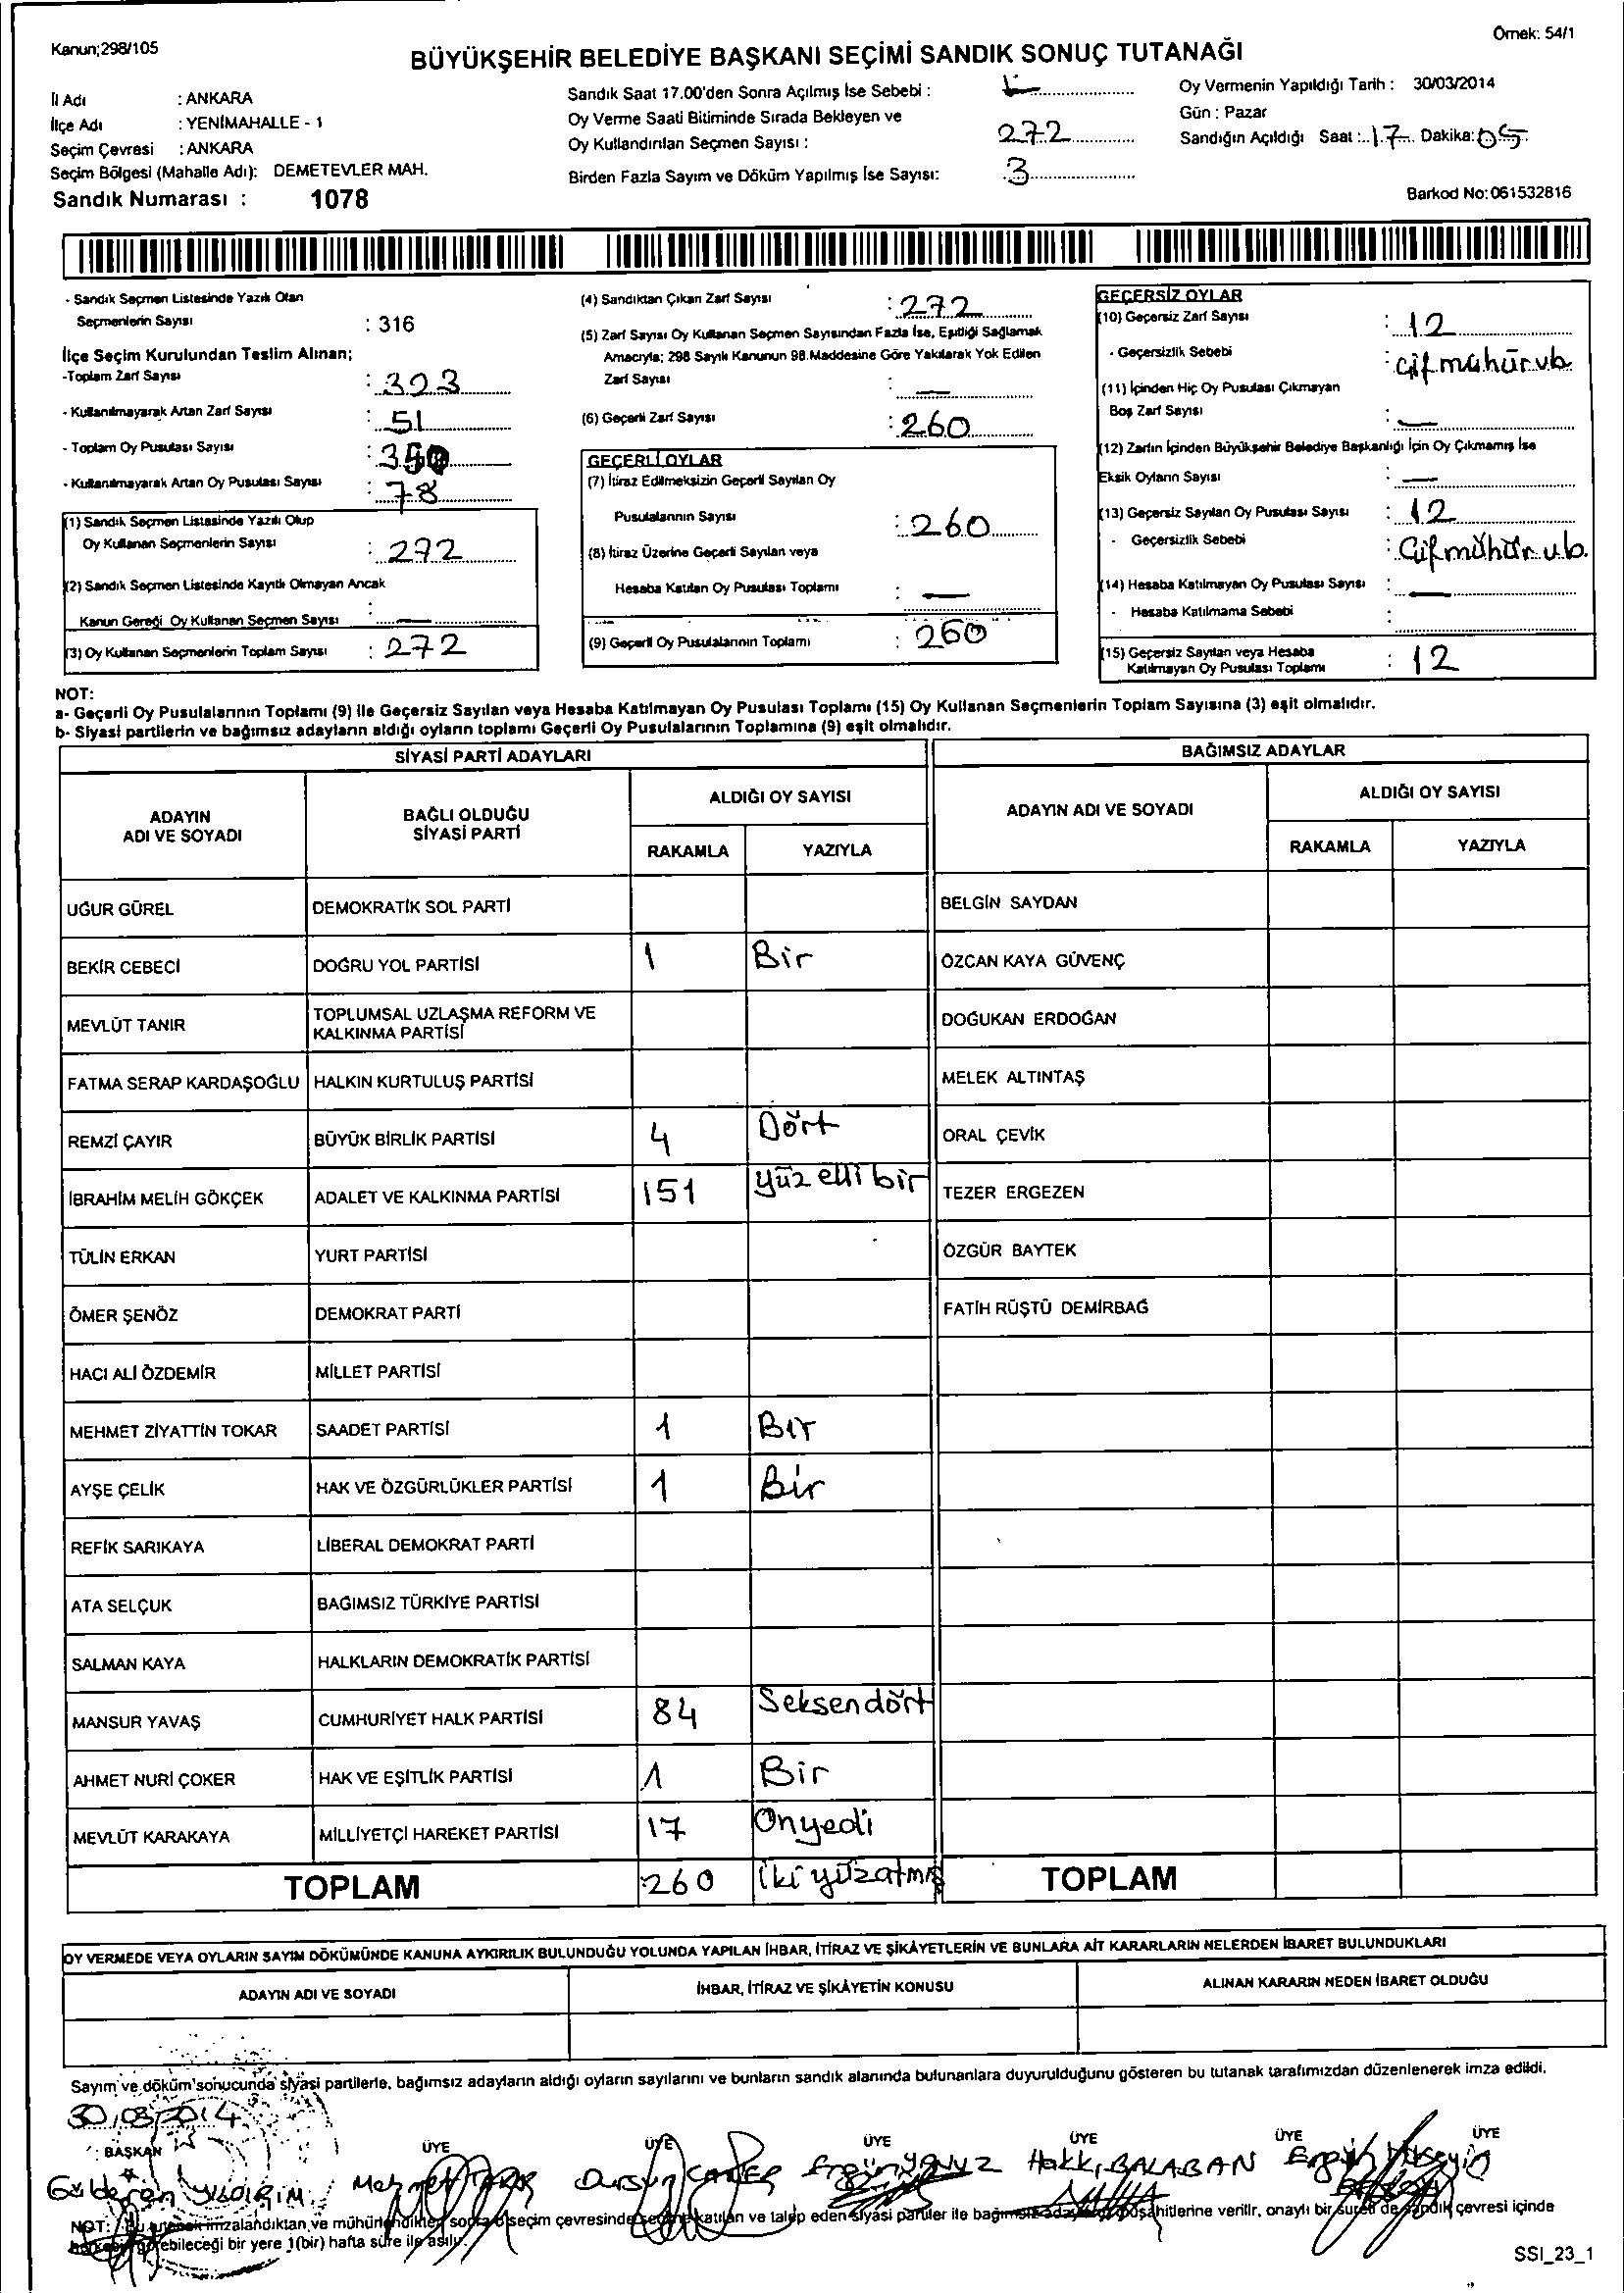 Kanun;298/105
Örnek: 54/1
BÜYÜKŞEHİR BELEDİYE BAŞKANI SEÇİMİ SANDIK SONUÇ TUTANAĞI
İl Adı : ANKARA
İlçe Adı : YENİMAHALLE - 1
Seçim Çevresi : ANKARA
Seçim Bölgesi (Mahalle Adı): DEMETEVLER MAH.
Sandık Numarası : 1078
Sandık Saat 17.00'den Sonra Açılmış İse Sebebi :
Oy Verme Saati Bitiminde Sırada Bekleyen ve
Oy Kullandırılan Seçmen Sayısı : 272
Birden Fazla Sayım ve Döküm Yapılmış İse Sayısı: 3
Oy Vermenin Yapıldığı Tarih : 30/03/2014
Gün : Pazar
Sandığın Açıldığı Saat : 17 Dakika: 05
Barkod No:061532816
- Sandık Seçmen Listesinde Yazılı Olan
Seçmenlerin Sayısı : 316
İlçe Seçim Kurulundan Teslim Alınan;
-Toplam Zarf Sayısı : 323
- Kullanılmayarak Artan Zarf Sayısı : 51
- Toplam Oy Pusulası Sayısı : 350
- Kullanılmayarak Artan Oy Pusulası Sayısı : 78
(1) Sandık Seçmen Listesinde Yazılı Olup
Oy Kullanan Seçmenlerin Sayısı : 272
(2) Sandık Seçmen Listesinde Kayıtlı Olmayan Ancak
Kanun Gereği Oy Kullanan Seçmen Sayısı : —
(3) Oy Kullanan Seçmenlerin Toplam Sayısı : 272
(4) Sandıktan Çıkan Zarf Sayısı : 272
(5) Zarf Sayısı Oy Kullanan Seçmen Sayısından Fazla İse, Eşitliği Sağlamak
Amacıyla; 298 Sayılı Kanunun 98.Maddesine Göre Yakılarak Yok Edilen
Zarf Sayısı : —
(6) Geçerli Zarf Sayısı : 260
GEÇERLİ OYLAR
(7) İtiraz Edilmeksizin Geçerli Sayılan Oy
Pusulalarının Sayısı : 260
(8) İtiraz Üzerine Geçerli Sayılan veya
Hesaba Katılan Oy Pusulası Toplamı : —
(9) Geçerli Oy Pusulalarının Toplamı : 260
GEÇERSİZ OYLAR
(10) Geçersiz Zarf Sayısı : 12
- Geçersizlik Sebebi : Çift mühür vb.
(11) İçinden Hiç Oy Pusulası Çıkmayan
Boş Zarf Sayısı : —
(12) Zarfın İçinden Büyükşehir Belediye Başkanlığı İçin Oy Çıkmamış İse
Eksik Oyların Sayısı : —
(13) Geçersiz Sayılan Oy Pusulası Sayısı : 12
- Geçersizlik Sebebi : Çift mühür vb.
(14) Hesaba Katılmayan Oy Pusulası Sayısı : —
- Hesaba Katılmama Sebebi :
(15) Geçersiz Sayılan veya Hesaba
Katılmayan Oy Pusulası Toplamı : 12
NOT:
a- Geçerli Oy Pusulalarının Toplamı (9) ile Geçersiz Sayılan veya Hesaba Katılmayan Oy Pusulası Toplamı (15) Oy Kullanan Seçmenlerin Toplam Sayısına (3) eşit olmalıdır.
b- Siyasi partilerin ve bağımsız adayların aldığı oyların toplamı Geçerli Oy Pusulalarının Toplamına (9) eşit olmalıdır.
SİYASİ PARTİ ADAYLARI
BAĞIMSIZ ADAYLAR
ADAYIN
ADI VE SOYADI
BAĞLI OLDUĞU
SİYASİ PARTİ
ALDIĞI OY SAYISI
RAKAMLA YAZIYLA
ADAYIN ADI VE SOYADI
ALDIĞI OY SAYISI
RAKAMLA YAZIYLA
UĞUR GÜREL DEMOKRATİK SOL PARTİ BELGİN SAYDAN
BEKİR CEBECİ DOĞRU YOL PARTİSİ 1 Bir ÖZCAN KAYA GÜVENÇ
MEVLÜT TANIR TOPLUMSAL UZLAŞMA REFORM VE KALKINMA PARTİSİ DOĞUKAN ERDOĞAN
FATMA SERAP KARDAŞOĞLU HALKIN KURTULUŞ PARTİSİ MELEK ALTINTAŞ
REMZİ ÇAYIR BÜYÜK BİRLİK PARTİSİ 4 Dört ORAL ÇEVİK
İBRAHİM MELİH GÖKÇEK ADALET VE KALKINMA PARTİSİ 151 yüz elli bir TEZER ERGEZEN
TÜLİN ERKAN YURT PARTİSİ ÖZGÜR BAYTEK
ÖMER ŞENÖZ DEMOKRAT PARTİ FATİH RÜŞTÜ DEMİRBAĞ
HACI ALİ ÖZDEMİR MİLLET PARTİSİ
MEHMET ZİYATTİN TOKAR SAADET PARTİSİ 1 Bir
AYŞE ÇELİK HAK VE ÖZGÜRLÜKLER PARTİSİ 1 Bir
REFİK SARIKAYA LİBERAL DEMOKRAT PARTİ
ATA SELÇUK BAĞIMSIZ TÜRKİYE PARTİSİ
SALMAN KAYA HALKLARIN DEMOKRATİK PARTİSİ
MANSUR YAVAŞ CUMHURİYET HALK PARTİSİ 84 Seksendört
AHMET NURİ ÇOKER HAK VE EŞİTLİK PARTİSİ 1 Bir
MEVLÜT KARAKAYA MİLLİYETÇİ HAREKET PARTİSİ 17 Onyedi
TOPLAM 260 İki yüzatmış TOPLAM
OY VERMEDE VEYA OYLARIN SAYIM DÖKÜMÜNDE KANUNA AYKIRILIK BULUNDUĞU YOLUNDA YAPILAN İHBAR, İTİRAZ VE ŞİKÂYETLERİN VE BUNLARA AİT KARARLARIN NELERDEN İBARET BULUNDUKLARI
ADAYIN ADI VE SOYADI İHBAR, İTİRAZ VE ŞİKÂYETİN KONUSU ALINAN KARARIN NEDEN İBARET OLDUĞU
Sayım ve döküm sonucunda siyasi partilerle, bağımsız adayların aldığı oyların sayılarını ve bunların sandık alanında bulunanlara duyurulduğunu gösteren bu tutanak tarafımızdan düzenlenerek imza edildi.
30/03/2014
BAŞKAN ÜYE ÜYE ÜYE ÜYE ÜYE ÜYE
Gülderen YILDIRIM Mehmet Dursun Ergün YAVUZ Hakkı BALABAN
NOT: Bu tutanak imzalandıktan ve mühürlendikten sonra seçim çevresinde seçime katılan ve talep eden siyasi partiler ile bağımsız aday müşahitlerine verilir, onaylı bir sureti de sandık çevresi içinde
herkesin görebileceği bir yere 1(bir) hafta süre ile asılır.
SSI_23_1